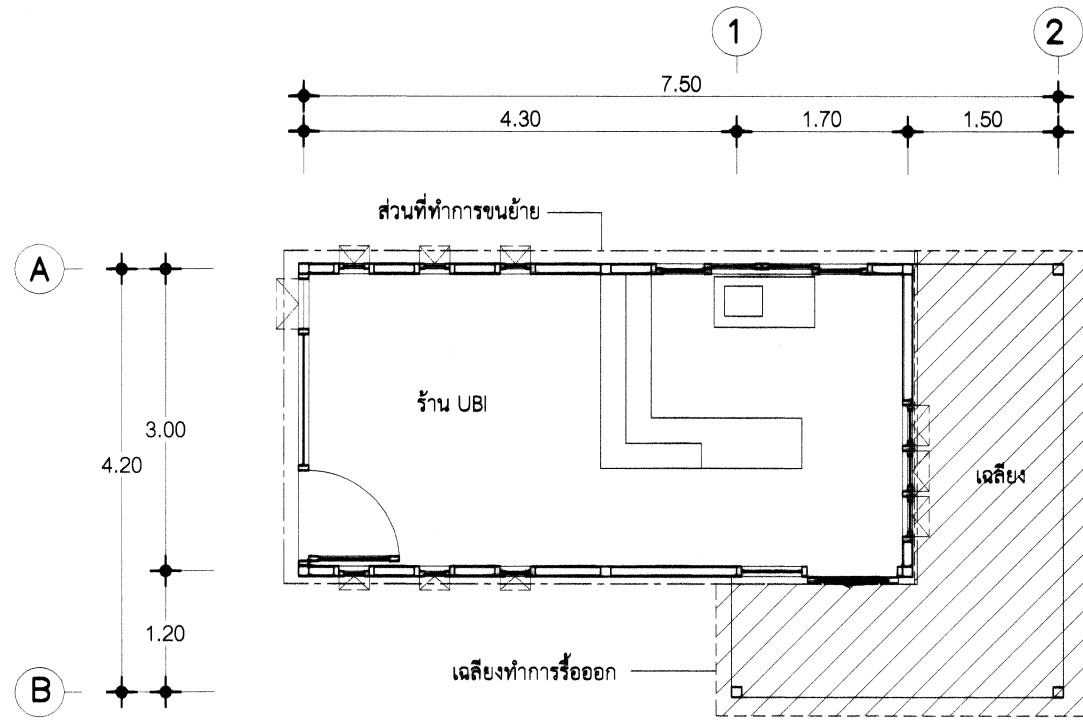 1
2
7.50
4.30
1.70
1.50
ส่วนที่ทำการขนย้าย
A
ร้าน UBI
3.00
4.20
เฉลียง
1.20
เฉลียงทำการรื้อออก
B